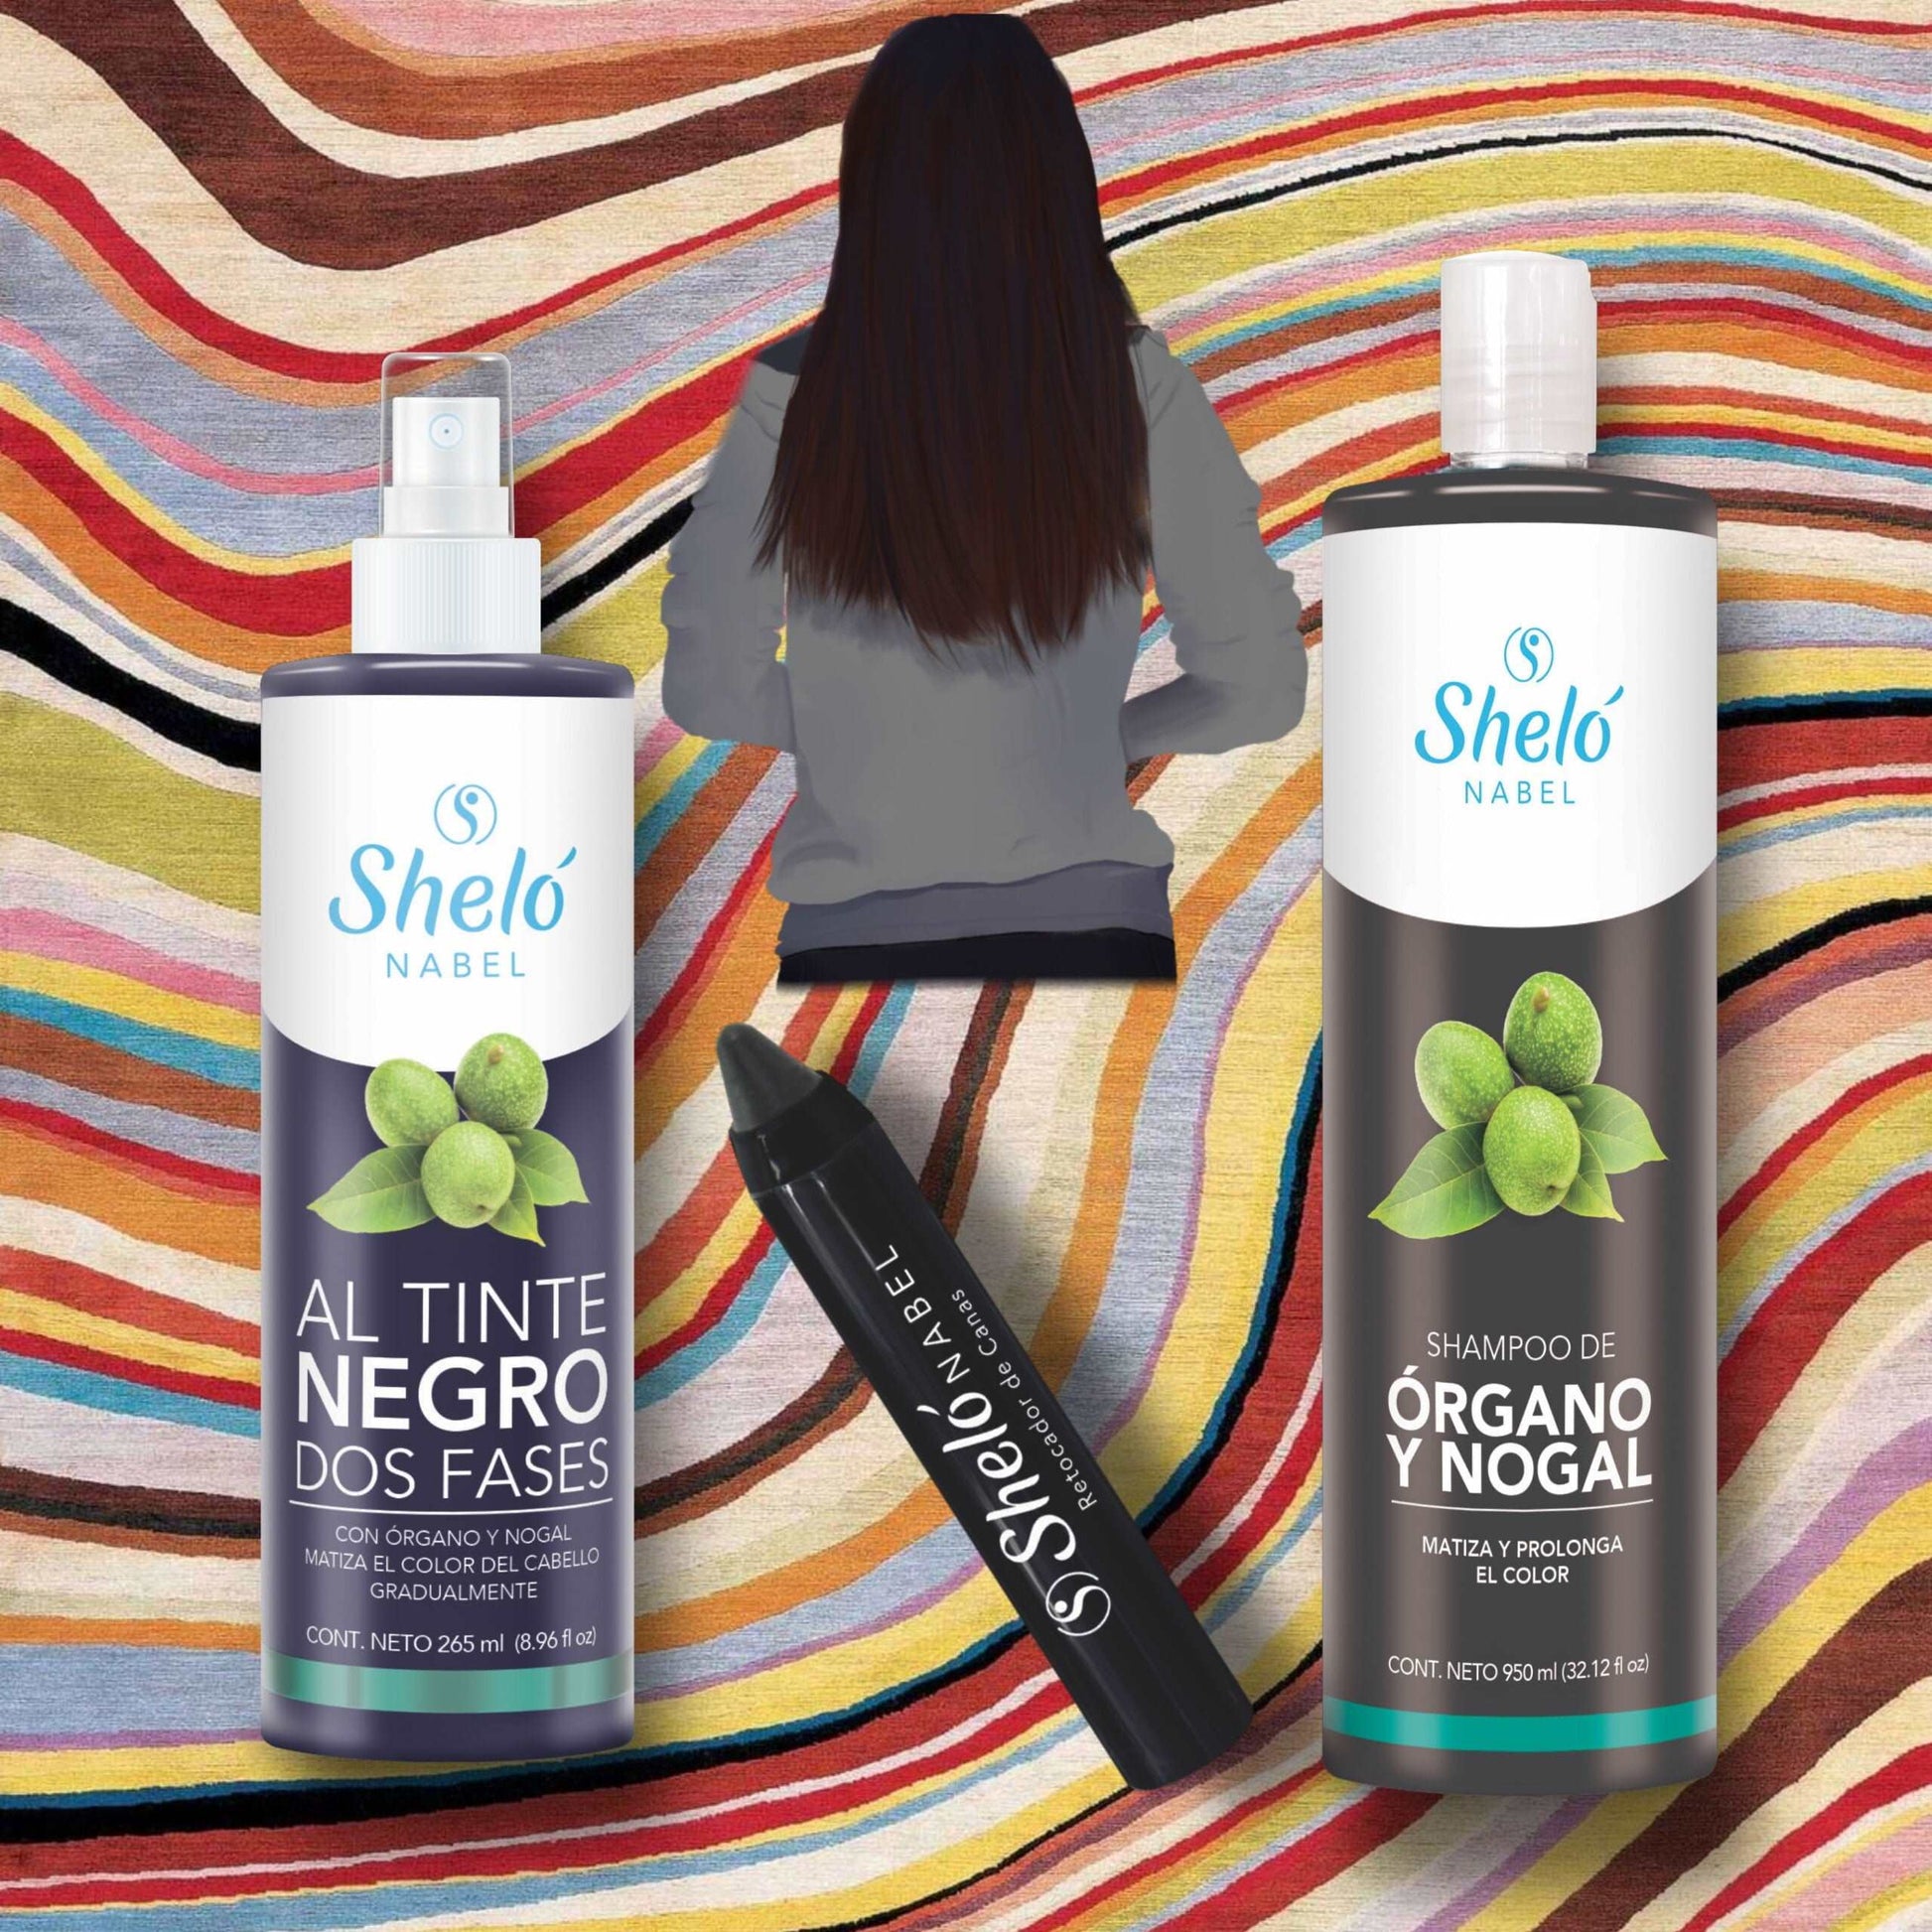 Sheló
NABEL
AL TINTE
NEGRO
DOS FASES
CON ÓRGANO Y NOGAL
MATIZA EL COLOR DEL CABELLO
GRADUALMENTE
CONT. NETO 265 ml (8.96 fl oz)
Sheló NABEL
Retocador de Canas
Sheló
NABEL
SHAMPOO DE
ÓRGANO
Y NOGAL
MATIZA Y PROLONGA
EL COLOR
CONT. NETO 950 ml (32.12 fl oz)